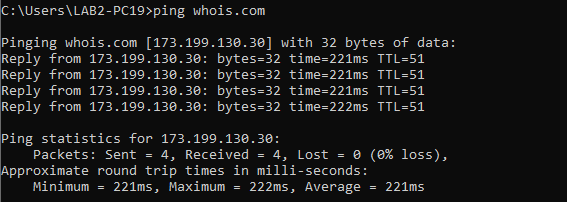 C:\Users\LAB2-PC19>ping whois.com
Pinging whois.com [173.199.130.30] with 32 bytes of data:
Reply from 173.199.130.30: bytes=32 time=221ms TTL=51
Reply from 173.199.130.30: bytes=32 time=222ms TTL=51
Reply from 173.199.130.30: bytes=32 time=221ms TTL=51
Reply from 173.199.130.30: bytes=32 time=222ms TTL=51
Ping statistics for 173.199.130.30:
Packets: Sent = 4, Received = 4, Lost = 0 (0% loss),
Approximate round trip times in milli-seconds:
Minimum = 221ms, Maximum = 222ms, Average = 221ms